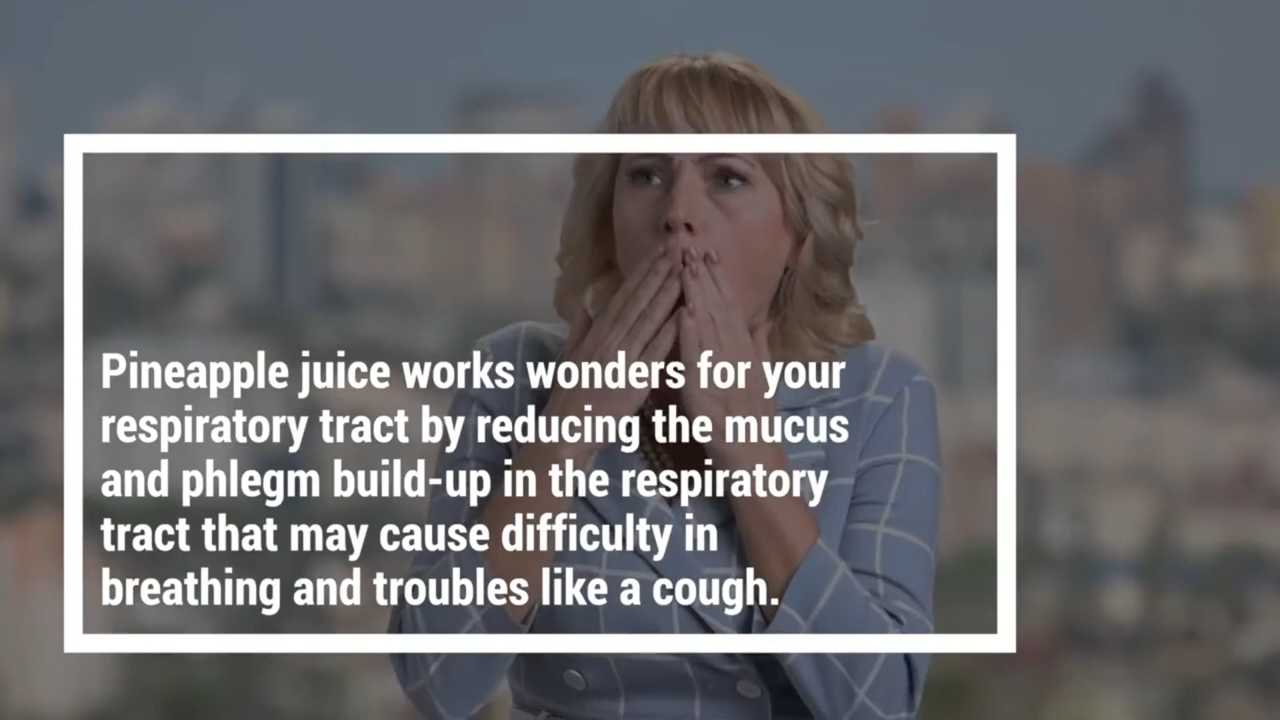 Pineapple juice works wonders for your
respiratory tract by reducing the mucus
and phlegm build-up in the respiratory
tract that may cause difficulty in
breathing and troubles like a cough.